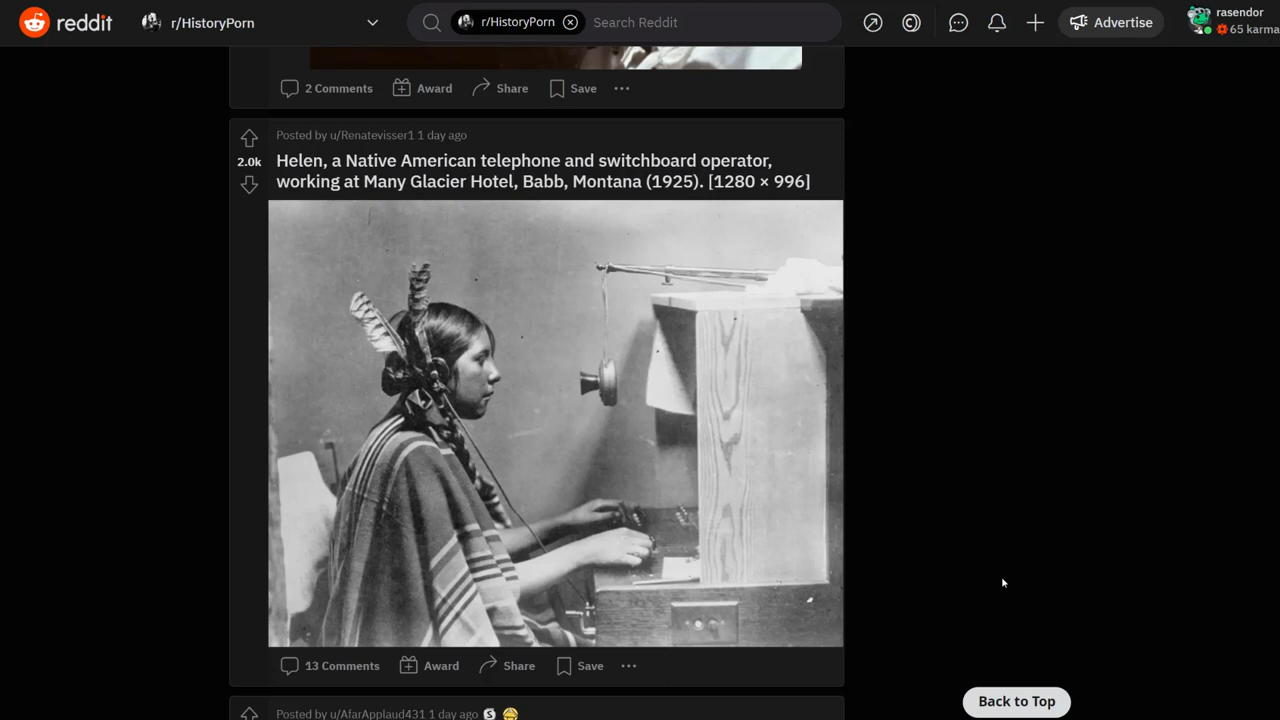 reddit
r/HistoryPorn
r/HistoryPorn
Search Reddit
Advertise
rasendor
65 karma
2 Comments
Award
Share
Save
Posted by u/Renatevisser1 1 day ago
2.0k
Helen, a Native American telephone and switchboard operator,
working at Many Glacier Hotel, Babb, Montana (1925). [1280 × 996]
13 Comments
Award
Share
Save
Back to Top
Posted by u/AfarApplaud431 1 day ago